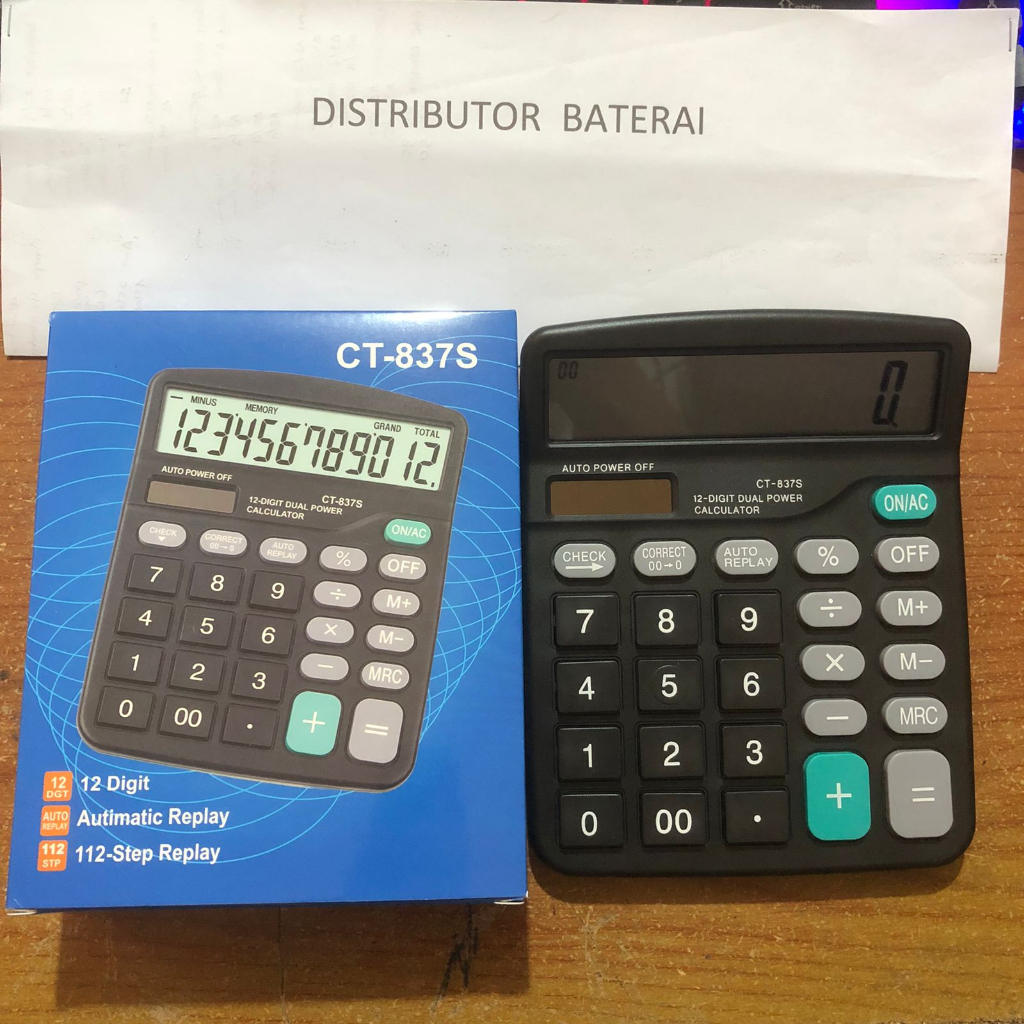 DISTRIBUTOR BATERAI
CT-837S
MINUS MEMORY GRAND TOTAL
123456789012.
AUTO POWER OFF
CT-837S
12-DIGIT DUAL POWER
CALCULATOR
ON/AC
CHECK CORRECT 00→0 AUTO REPLAY % OFF
7 8 9 ÷ M+
4 5 6 × M−
1 2 3 − MRC
0 00 . + =
12 DGT 12 Digit
AUTO REPLAY Autimatic Replay
112 STP 112-Step Replay
00 0
AUTO POWER OFF
CT-837S
12-DIGIT DUAL POWER
CALCULATOR
ON/AC
CHECK → CORRECT 00→0 AUTO REPLAY % OFF
7 8 9 ÷ M+
4 5 6 × M−
1 2 3 − MRC
0 00 . + =